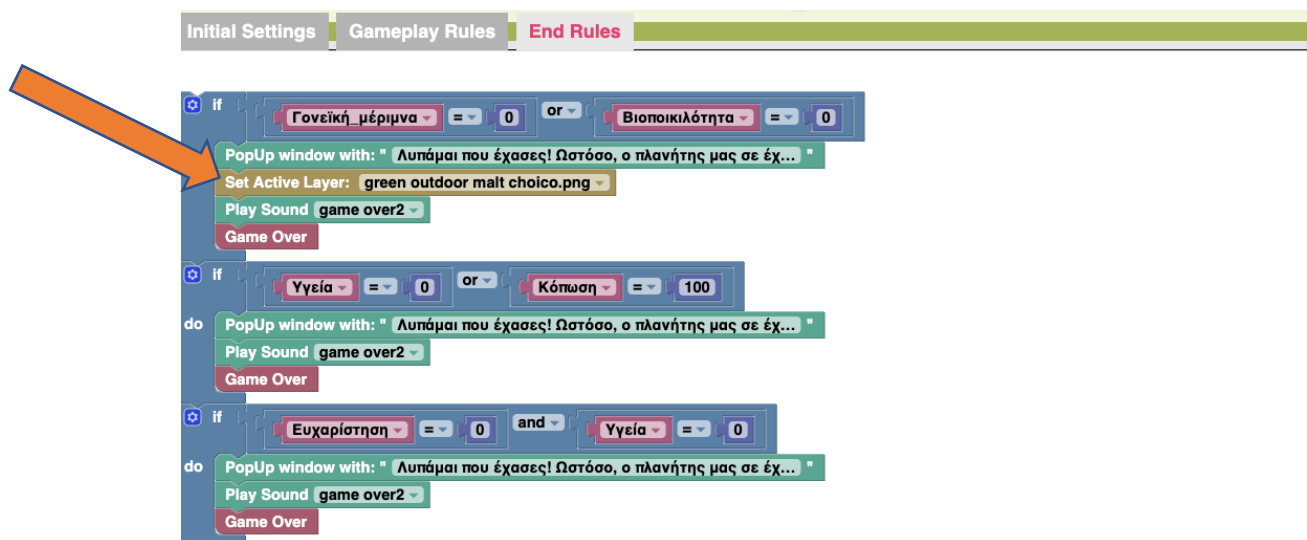 Initial Settings Gameplay Rules End Rules
if Γονεϊκή_μέριμνα = 0 or Βιοποικιλότητα = 0
PopUp window with: " Λυπάμαι που έχασες! Ωστόσο, ο πλανήτης μας σε έχ... "
Set Active Layer: green outdoor malt choico.png
Play Sound game over2
Game Over
if Υγεία = 0 or Κόπωση = 100
do PopUp window with: " Λυπάμαι που έχασες! Ωστόσο, ο πλανήτης μας σε έχ... "
Play Sound game over2
Game Over
if Ευχαρίστηση = 0 and Υγεία = 0
do PopUp window with: " Λυπάμαι που έχασες! Ωστόσο, ο πλανήτης μας σε έχ... "
Play Sound game over2
Game Over